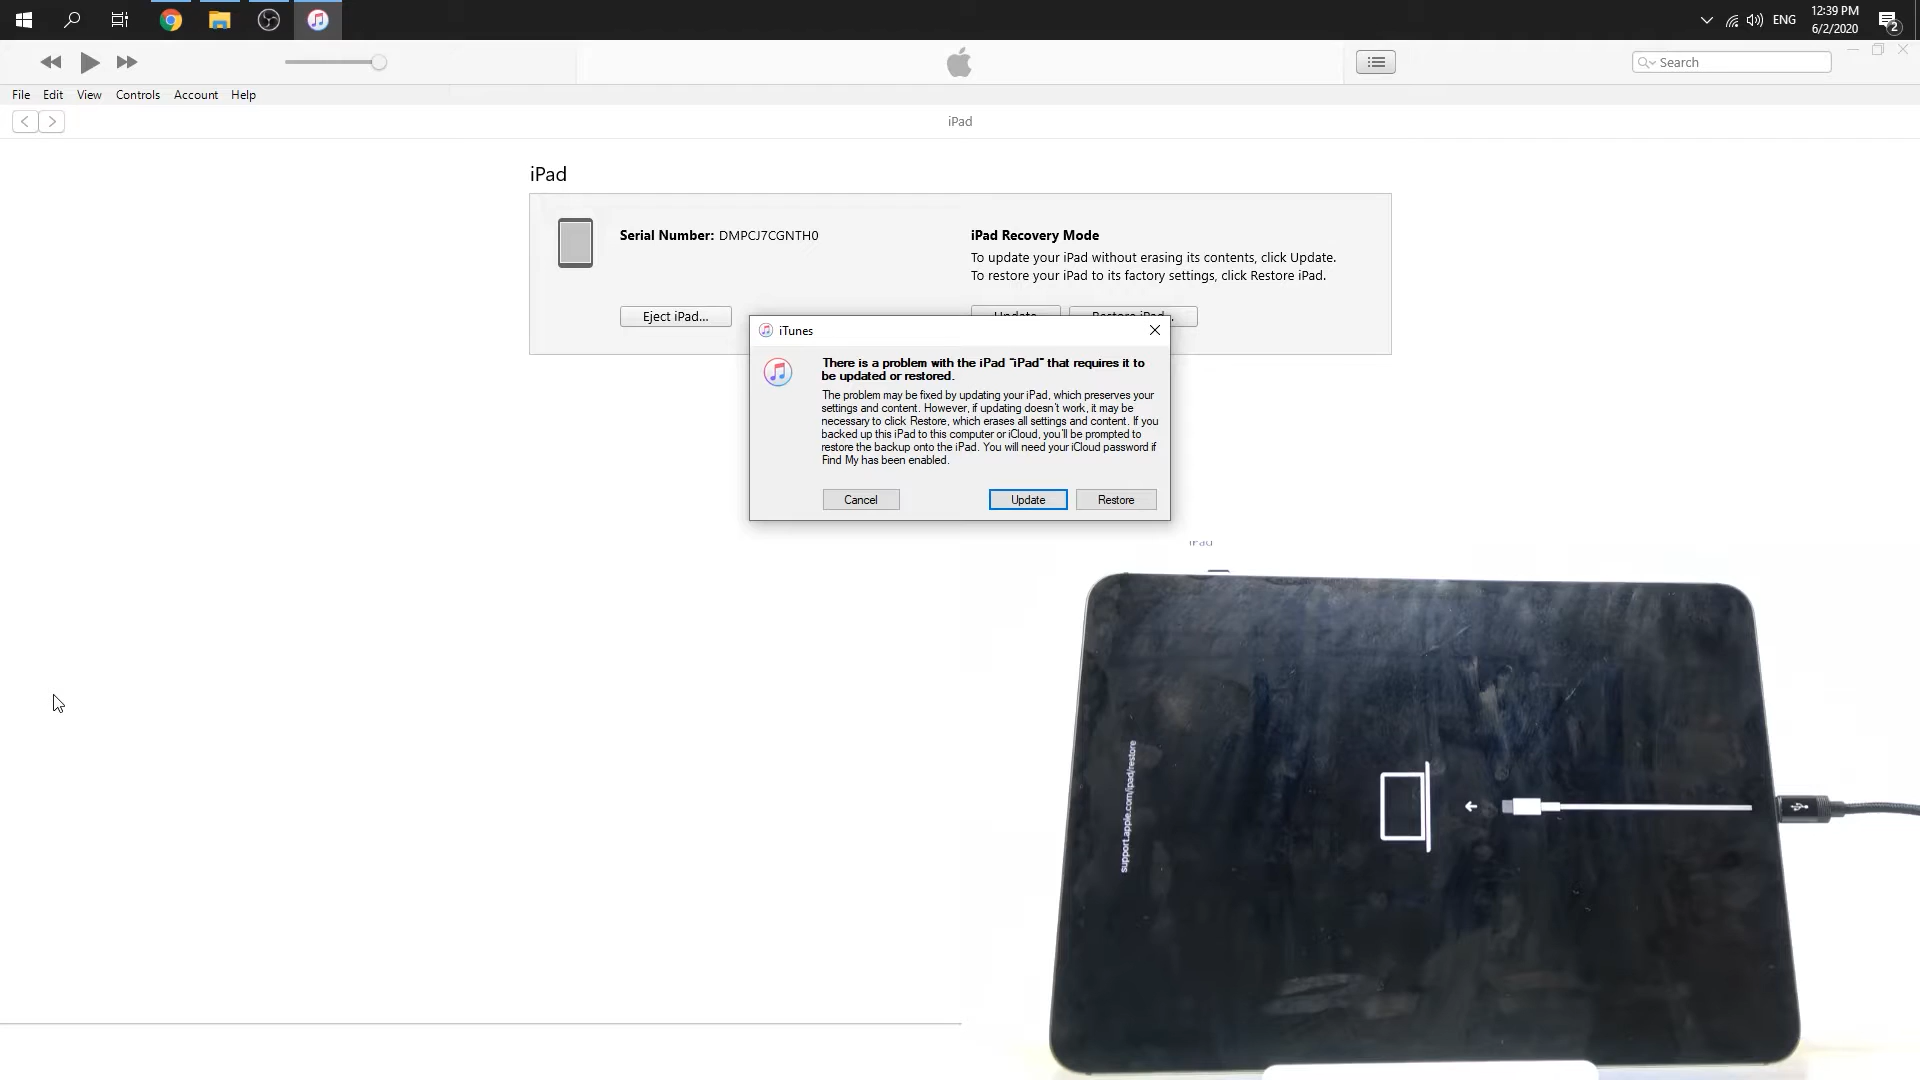 ENG
12:39 PM
6/2/2020
2
Search
File Edit View Controls Account Help
iPad
iPad
Serial Number: DMPCJ7CGNTH0
iPad Recovery Mode
To update your iPad without erasing its contents, click Update.
To restore your iPad to its factory settings, click Restore iPad.
Eject iPad...
Update
Restore iPad...
iTunes
There is a problem with the iPad "iPad" that requires it to
be updated or restored.
The problem may be fixed by updating your iPad, which preserves your
settings and content. However, if updating doesn't work, it may be
necessary to click Restore, which erases all settings and content. If you
backed up this iPad to this computer or iCloud, you'll be prompted to
restore the backup onto the iPad. You will need your iCloud password if
Find My has been enabled.
Cancel
Update
Restore
iPad
support.apple.com/ipad/restore